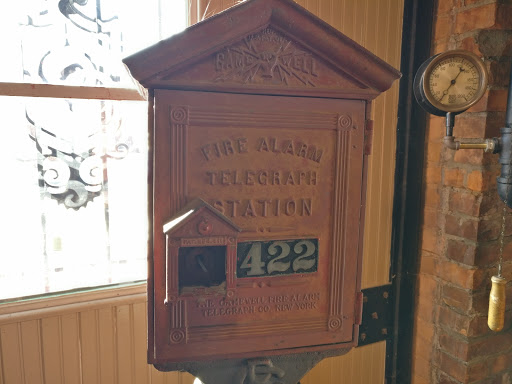 GAMEWELL
FIRE ALARM
TELEGRAPH
STATION
422
THE GAMEWELL FIRE ALARM
TELEGRAPH CO. NEW YORK